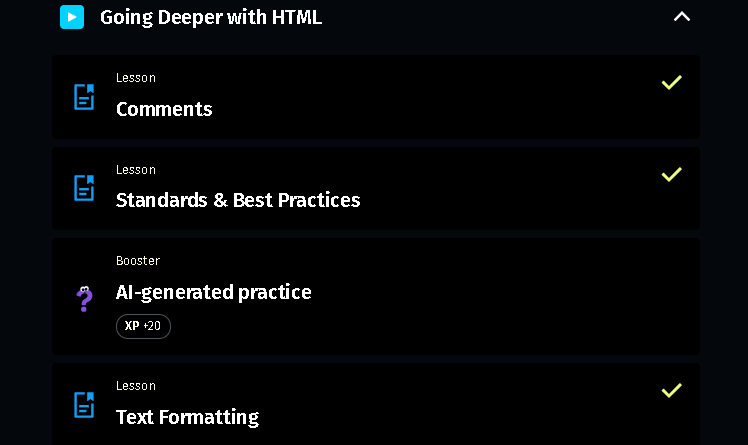 Going Deeper with HTML
Lesson
Comments
Lesson
Standards & Best Practices
Booster
AI-generated practice
XP +20
Lesson
Text Formatting